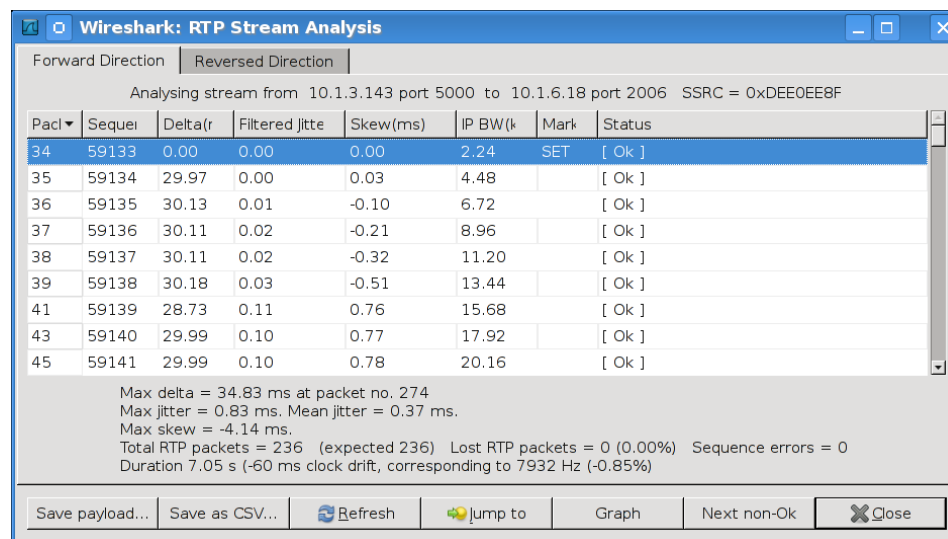 Wireshark: RTP Stream Analysis
Forward Direction Reversed Direction
Analysing stream from 10.1.3.143 port 5000 to 10.1.6.18 port 2006 SSRC = 0xDEE0EE8F
Pacl Sequei Delta(r Filtered Jitte Skew(ms) IP BW(k Mark Status
34 59133 0.00 0.00 0.00 2.24 SET [ Ok ]
35 59134 29.97 0.00 0.03 4.48 [ Ok ]
36 59135 30.13 0.01 -0.10 6.72 [ Ok ]
37 59136 30.11 0.02 -0.21 8.96 [ Ok ]
38 59137 30.11 0.02 -0.32 11.20 [ Ok ]
39 59138 30.18 0.03 -0.51 13.44 [ Ok ]
41 59139 28.73 0.11 0.76 15.68 [ Ok ]
43 59140 29.99 0.10 0.77 17.92 [ Ok ]
45 59141 29.99 0.10 0.78 20.16 [ Ok ]
Max delta = 34.83 ms at packet no. 274
Max jitter = 0.83 ms. Mean jitter = 0.37 ms.
Max skew = -4.14 ms.
Total RTP packets = 236 (expected 236) Lost RTP packets = 0 (0.00%) Sequence errors = 0
Duration 7.05 s (-60 ms clock drift, corresponding to 7932 Hz (-0.85%)
Save payload... Save as CSV... Refresh Jump to Graph Next non-Ok Close